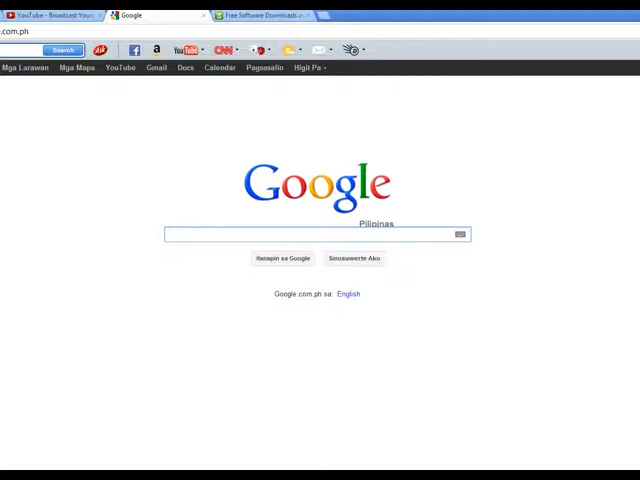 YouTube - Broadcast Your
Google
Free Software Downloads
.com.ph
Search
Ask
YouTube
CNN
Mga Larawan Mga Mapa YouTube Gmail Docs Calendar Pagsasalin Higit Pa
Google
Pilipinas
Hanapin sa Google Sinusuwerte Ako
Google.com.ph sa: English